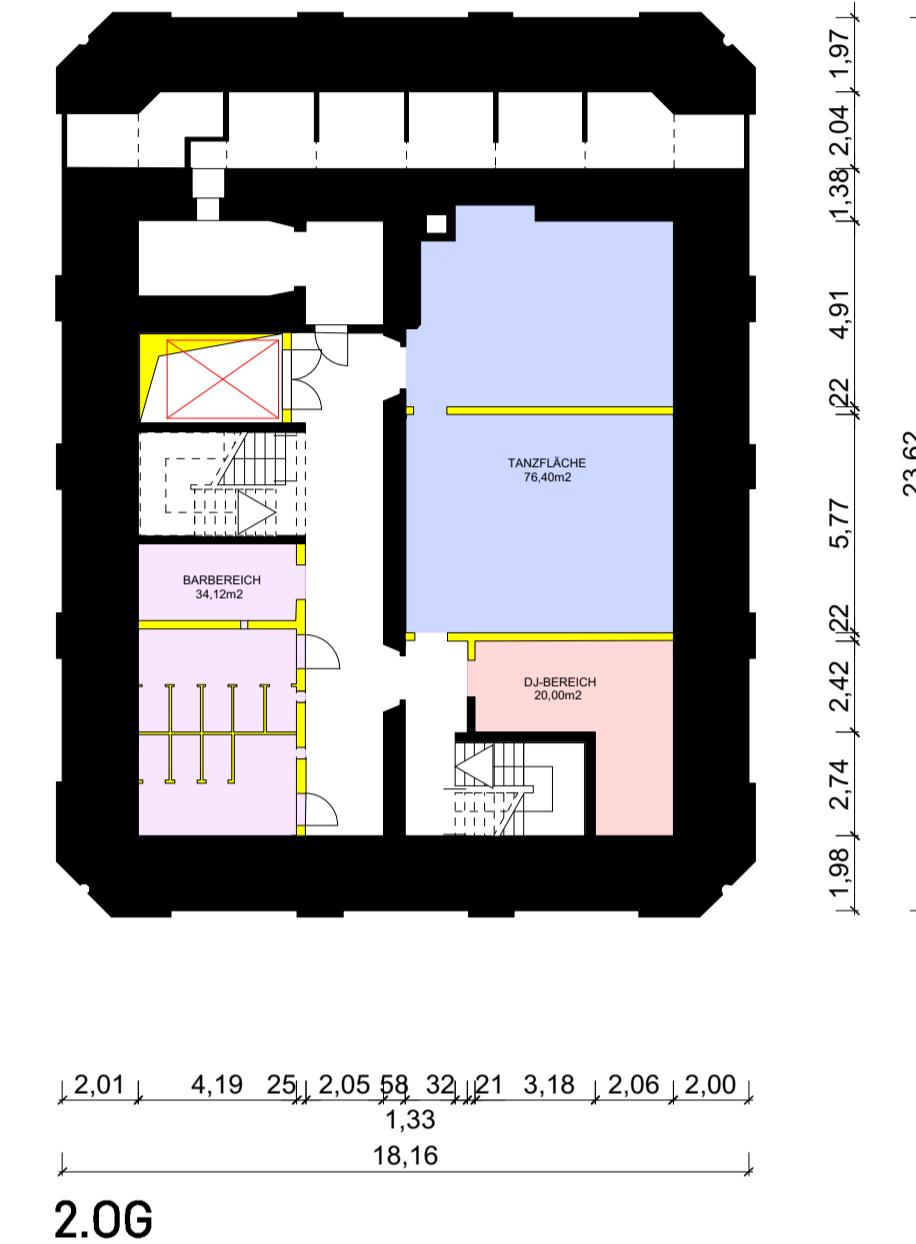 1,97
2,04
1,38
4,91
22
5,77
22
2,42
2,74
1,98
23,62
TANZFLÄCHE
76,40m2
BARBEREICH
34,12m2
DJ-BEREICH
20,00m2
2,01 4,19 25 2,05 58 32 21 3,18 2,06 2,00
1,33
18,16
2.OG